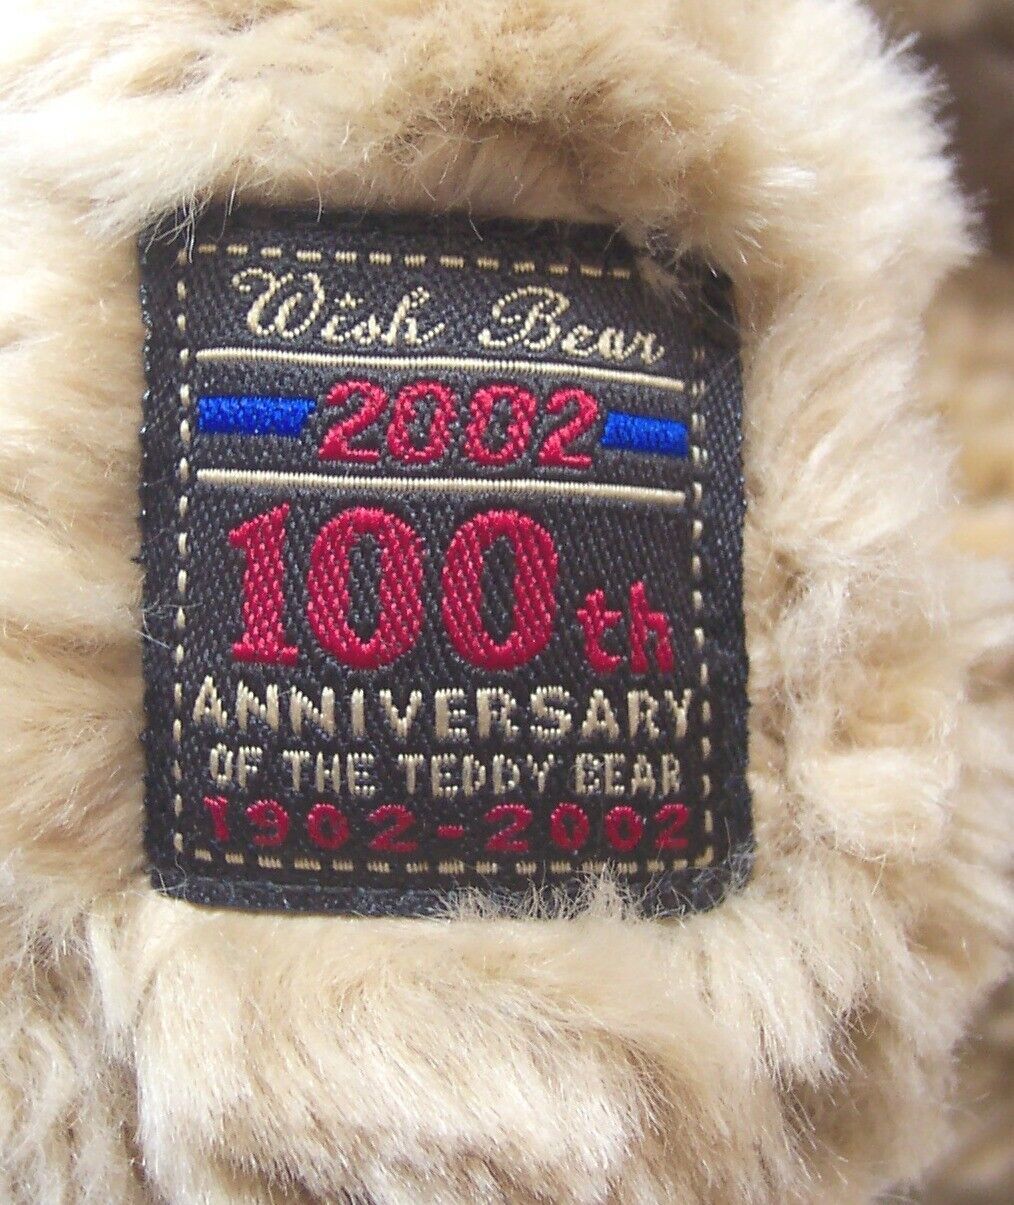 Wish Bear
2002
100th
ANNIVERSARY
OF THE TEDDY BEAR
1902-2002